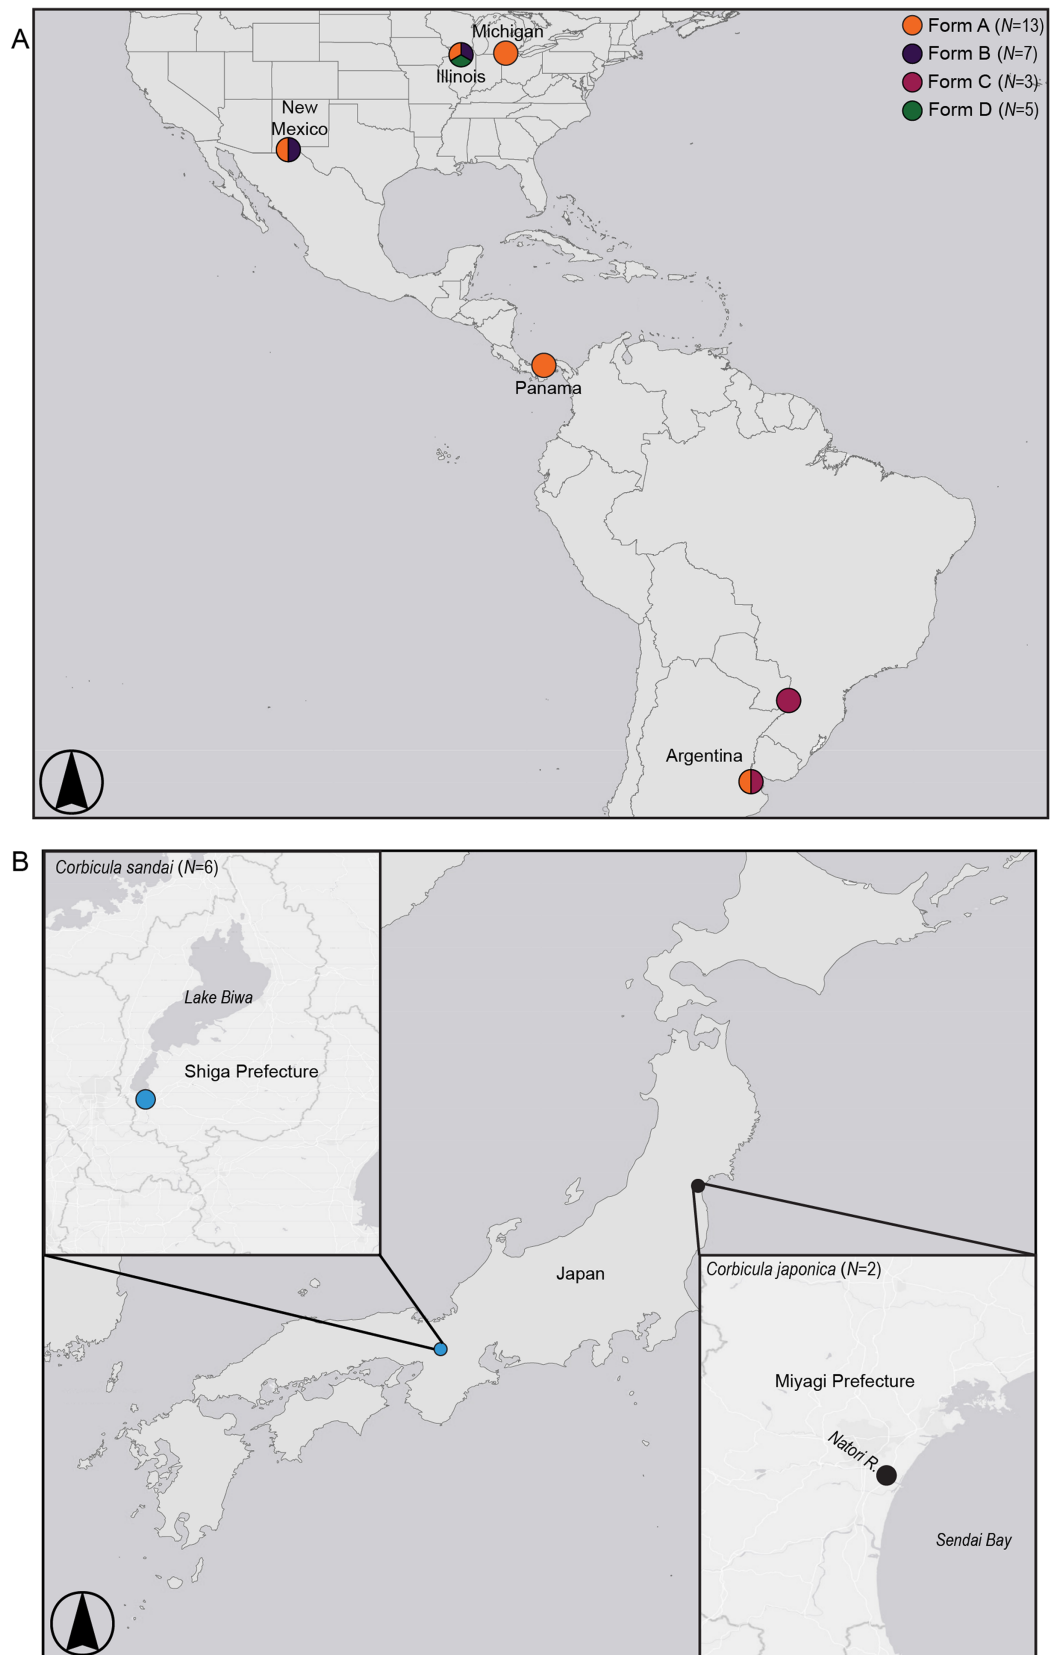 A
Michigan
Illinois
New
Mexico
Form A (N=13)
Form B (N=7)
Form C (N=3)
Form D (N=5)
Panama
Argentina
B
Corbicula sandai (N=6)
Lake Biwa
Shiga Prefecture
Japan
Corbicula japonica (N=2)
Miyagi Prefecture
Natori R.
Sendai Bay